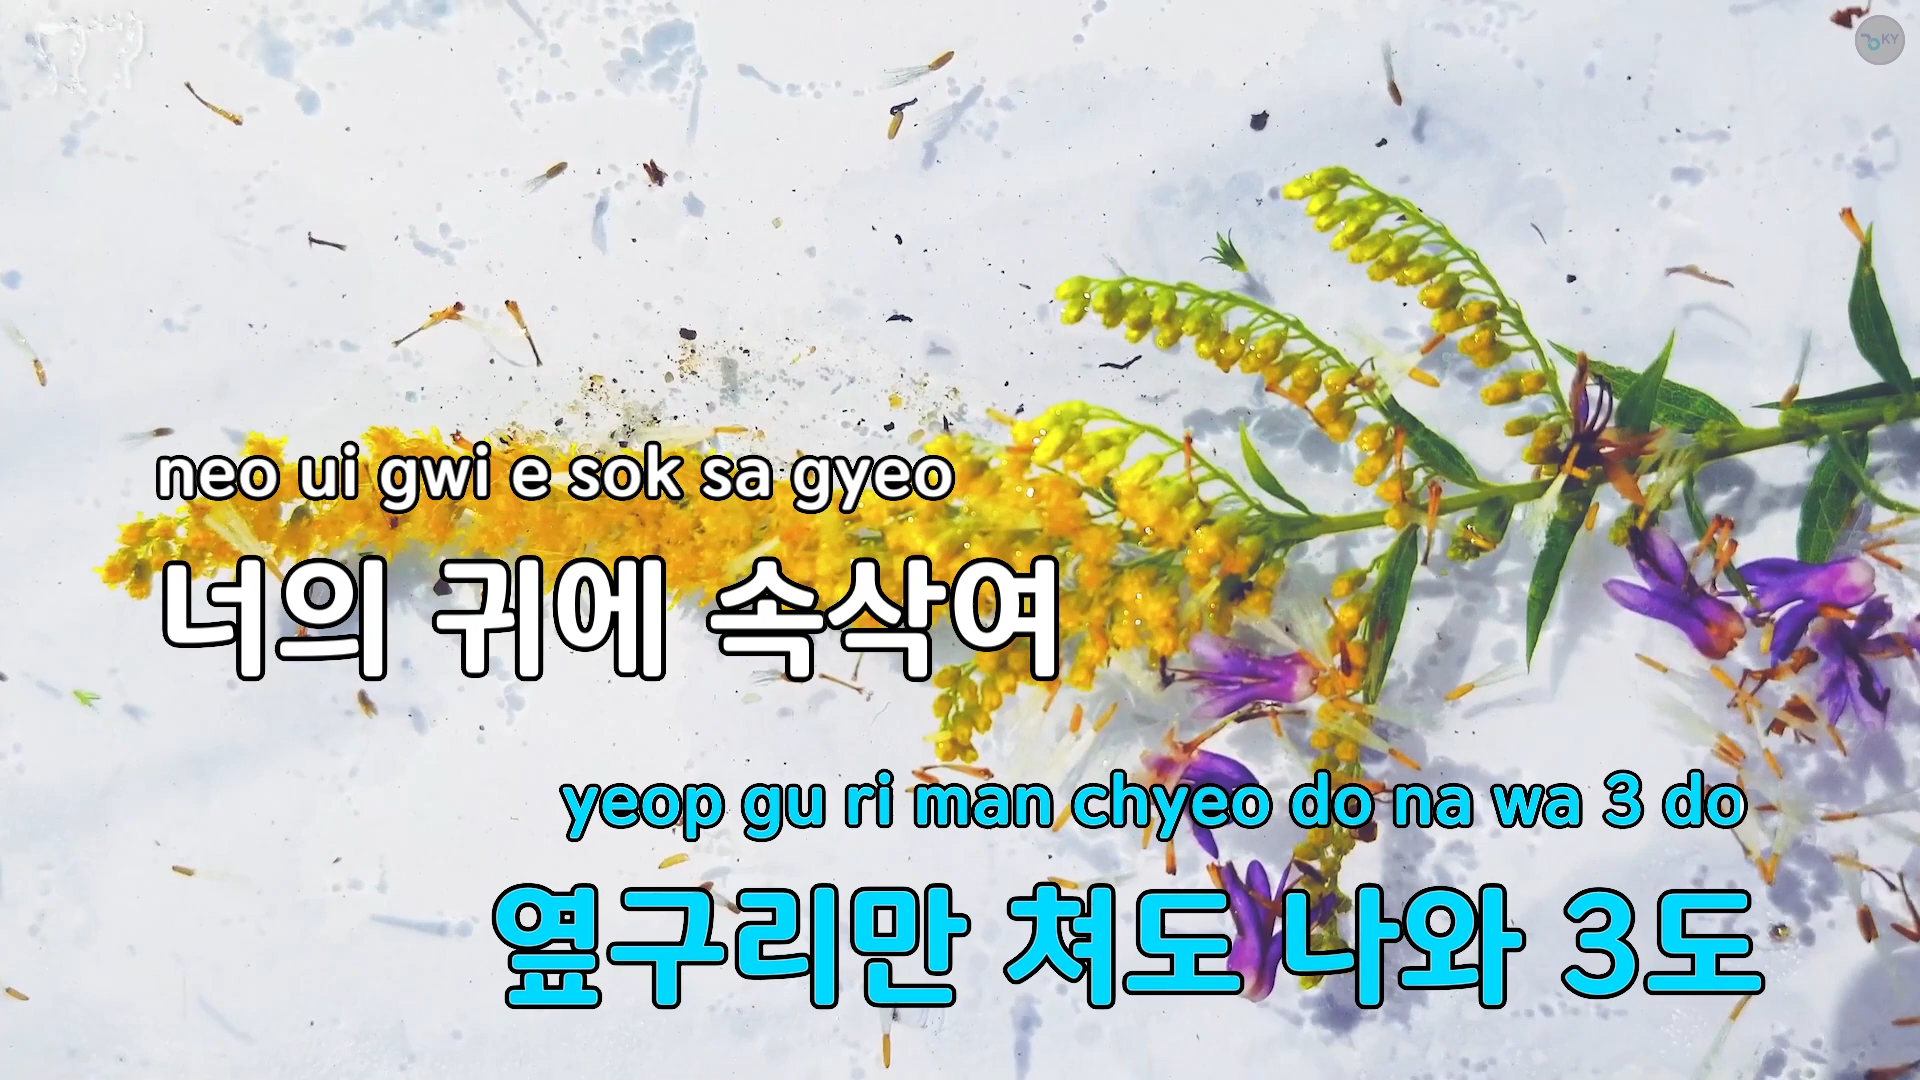 KY
neo ui gwi e sok sa gyeo
너의 귀에 속삭여
yeop gu ri man chyeo do na wa 3 do
옆구리만 쳐도 나와 3도